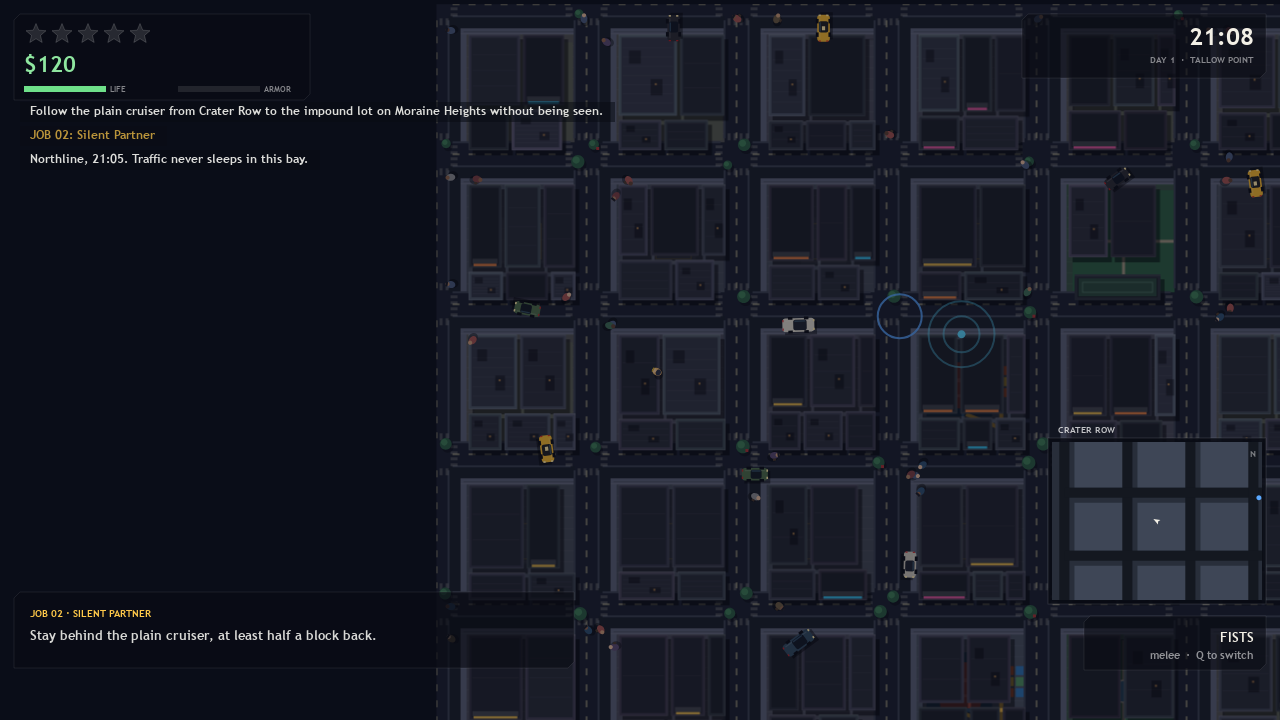 $120
LIFE
ARMOR
Follow the plain cruiser from Crater Row to the impound lot on Moraine Heights without being seen.
JOB 02: Silent Partner
Northline, 21:05. Traffic never sleeps in this bay.
21:08
DAY 1 · TALLOW POINT
CRATER ROW
N
JOB 02 · SILENT PARTNER
Stay behind the plain cruiser, at least half a block back.
FISTS
melee · Q to switch